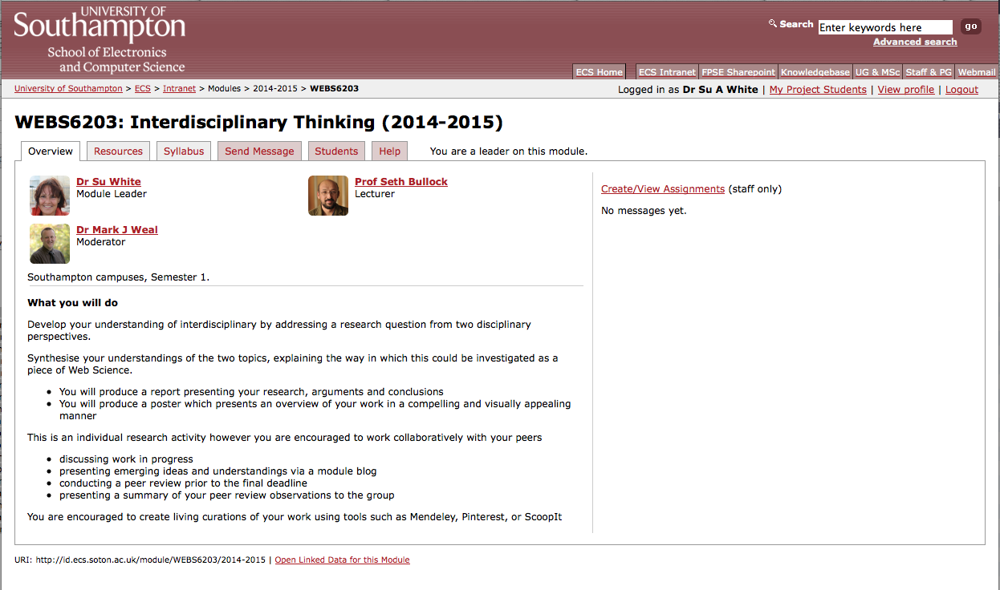 UNIVERSITY OF
Southampton
School of Electronics
and Computer Science
Search Enter keywords here go
Advanced search
ECS Home ECS Intranet FPSE Sharepoint Knowledgebase UG & MSc Staff & PG Webmail
University of Southampton > ECS > Intranet > Modules > 2014-2015 > WEBS6203
Logged in as Dr Su A White | My Project Students | View profile | Logout
WEBS6203: Interdisciplinary Thinking (2014-2015)
Overview Resources Syllabus Send Message Students Help You are a leader on this module.
Dr Su White
Module Leader
Prof Seth Bullock
Lecturer
Dr Mark J Weal
Moderator
Southampton campuses, Semester 1.
What you will do
Develop your understanding of interdisciplinary by addressing a research question from two disciplinary
perspectives.
Synthesise your understandings of the two topics, explaining the way in which this could be investigated as a
piece of Web Science.
• You will produce a report presenting your research, arguments and conclusions
• You will produce a poster which presents an overview of your work in a compelling and visually appealing
manner
This is an individual research activity however you are encouraged to work collaboratively with your peers
• discussing work in progress
• presenting emerging ideas and understandings via a module blog
• conducting a peer review prior to the final deadline
• presenting a summary of your peer review observations to the group
You are encouraged to create living curations of your work using tools such as Mendeley, Pinterest, or ScoopIt
Create/View Assignments (staff only)
No messages yet.
URI: http://id.ecs.soton.ac.uk/module/WEBS6203/2014-2015 | Open Linked Data for this Module